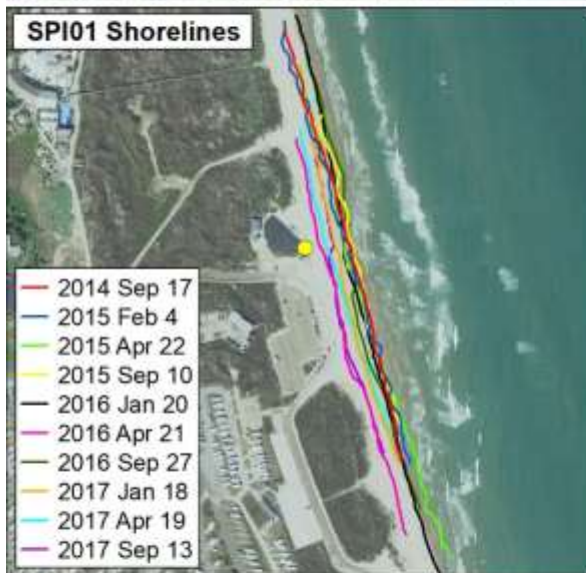 SPI01 Shorelines
2014 Sep 17
2015 Feb 4
2015 Apr 22
2015 Sep 10
2016 Jan 20
2016 Apr 21
2016 Sep 27
2017 Jan 18
2017 Apr 19
2017 Sep 13